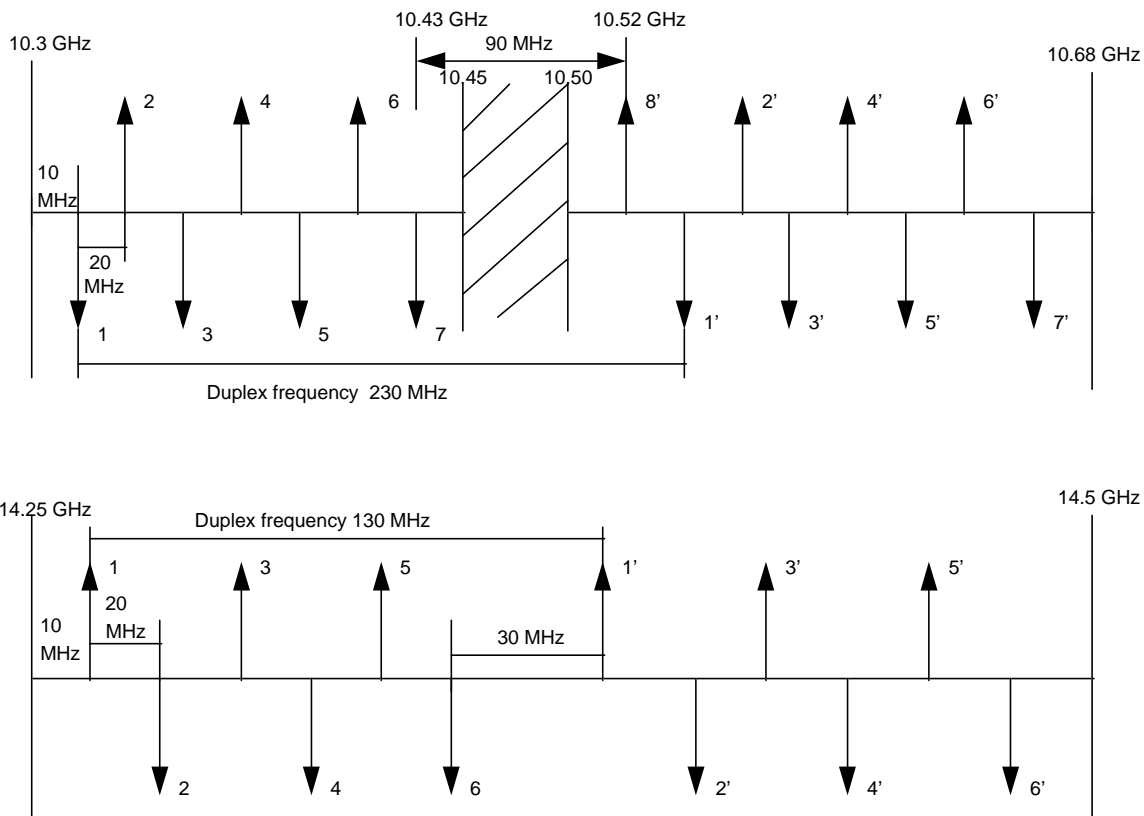 10.43 GHz 10.52 GHz
10.3 GHz 90 MHz 10.68 GHz
10.45 10.50
2 4 6 8’ 2’ 4’ 6’
10
MHz
20
MHz
1 3 5 7 1’ 3’ 5’ 7’
Duplex frequency 230 MHz
14.25 GHz 14.5 GHz
Duplex frequency 130 MHz
1 3 5 1’ 3’ 5’
20
MHz
10
MHz
30 MHz
2 4 6 2’ 4’ 6’